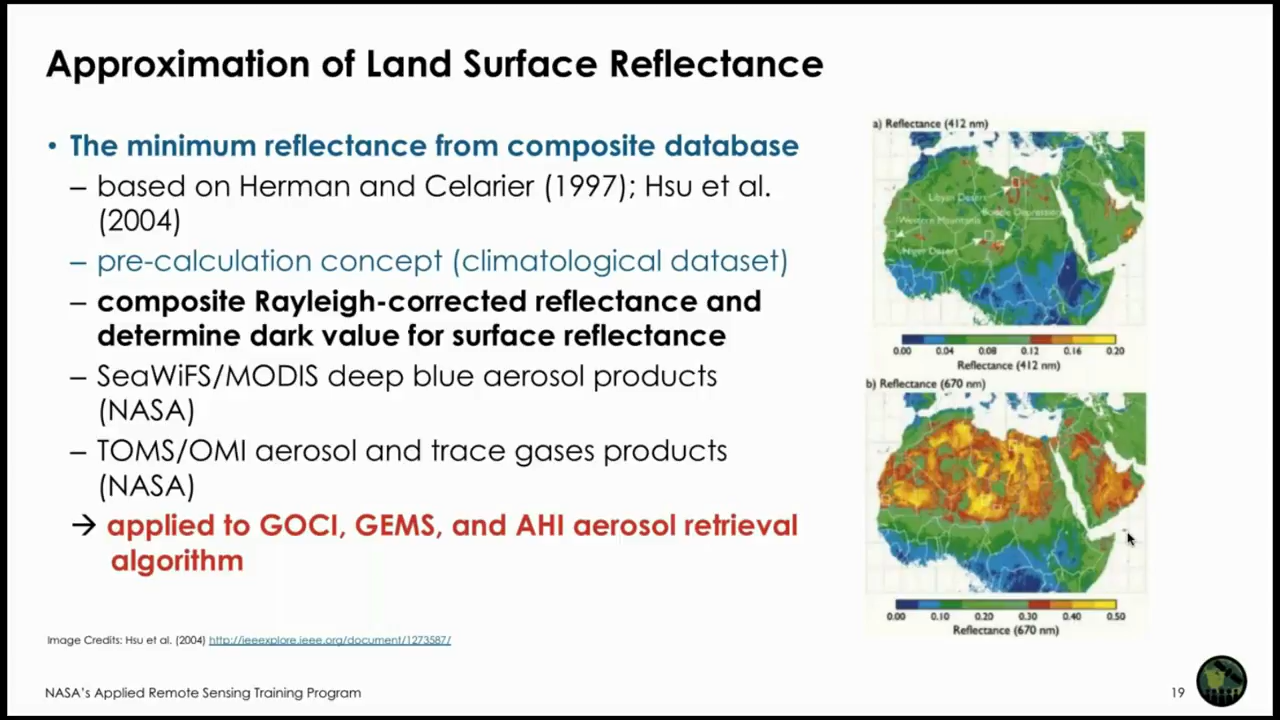 Approximation of Land Surface Reflectance
• The minimum reflectance from composite database
– based on Herman and Celarier (1997); Hsu et al.
(2004)
– pre-calculation concept (climatological dataset)
– composite Rayleigh-corrected reflectance and
determine dark value for surface reflectance
– SeaWiFS/MODIS deep blue aerosol products
(NASA)
– TOMS/OMI aerosol and trace gases products
(NASA)
→ applied to GOCI, GEMS, and AHI aerosol retrieval
algorithm
a) Reflectance (412 nm)
Libyan Desert
Bodele Depression
Western Mountains
Niger Desert
0.00 0.04 0.08 0.12 0.16 0.20
Reflectance (412 nm)
b) Reflectance (670 nm)
0.00 0.10 0.20 0.30 0.40 0.50
Reflectance (670 nm)
Image Credits: Hsu et al. (2004) http://ieeexplore.ieee.org/document/1273587/
NASA's Applied Remote Sensing Training Program
19